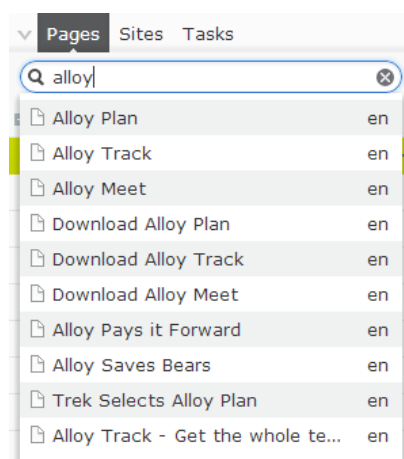 Pages Sites Tasks
alloy
Alloy Plan en
Alloy Track en
Alloy Meet en
Download Alloy Plan en
Download Alloy Track en
Download Alloy Meet en
Alloy Pays it Forward en
Alloy Saves Bears en
Trek Selects Alloy Plan en
Alloy Track - Get the whole te... en